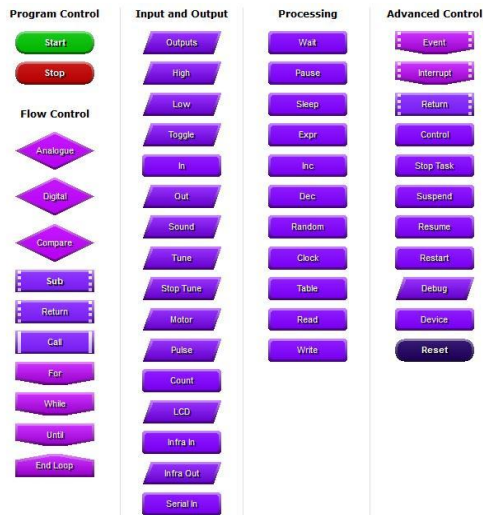 Program Control
Start
Stop
Flow Control
Analogue
Digital
Compare
Sub
Return
Call
For
While
Until
End Loop
Input and Output
Outputs
High
Low
Toggle
In
Out
Sound
Tune
Stop Tune
Motor
Pulse
Count
LCD
Infra In
Infra Out
Serial In
Processing
Wait
Pause
Sleep
Expr
Inc
Dec
Random
Clock
Table
Read
Write
Advanced Control
Event
Interrupt
Return
Control
Stop Task
Suspend
Resume
Restart
Debug
Device
Reset